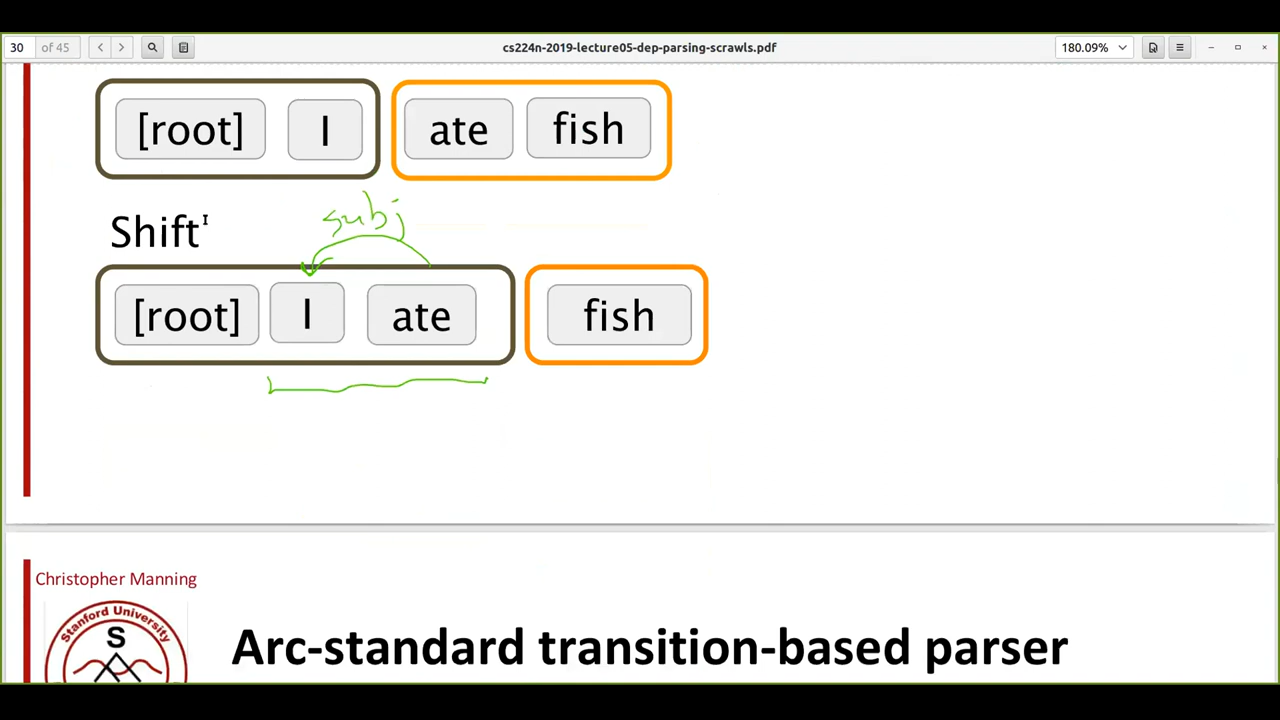 30 of 45 cs224n-2019-lecture05-dep-parsing-scrawls.pdf 180.09%
[root] I ate fish
Shift
subj
[root] I ate fish
Christopher Manning
Stanford University
S
Arc-standard transition-based parser